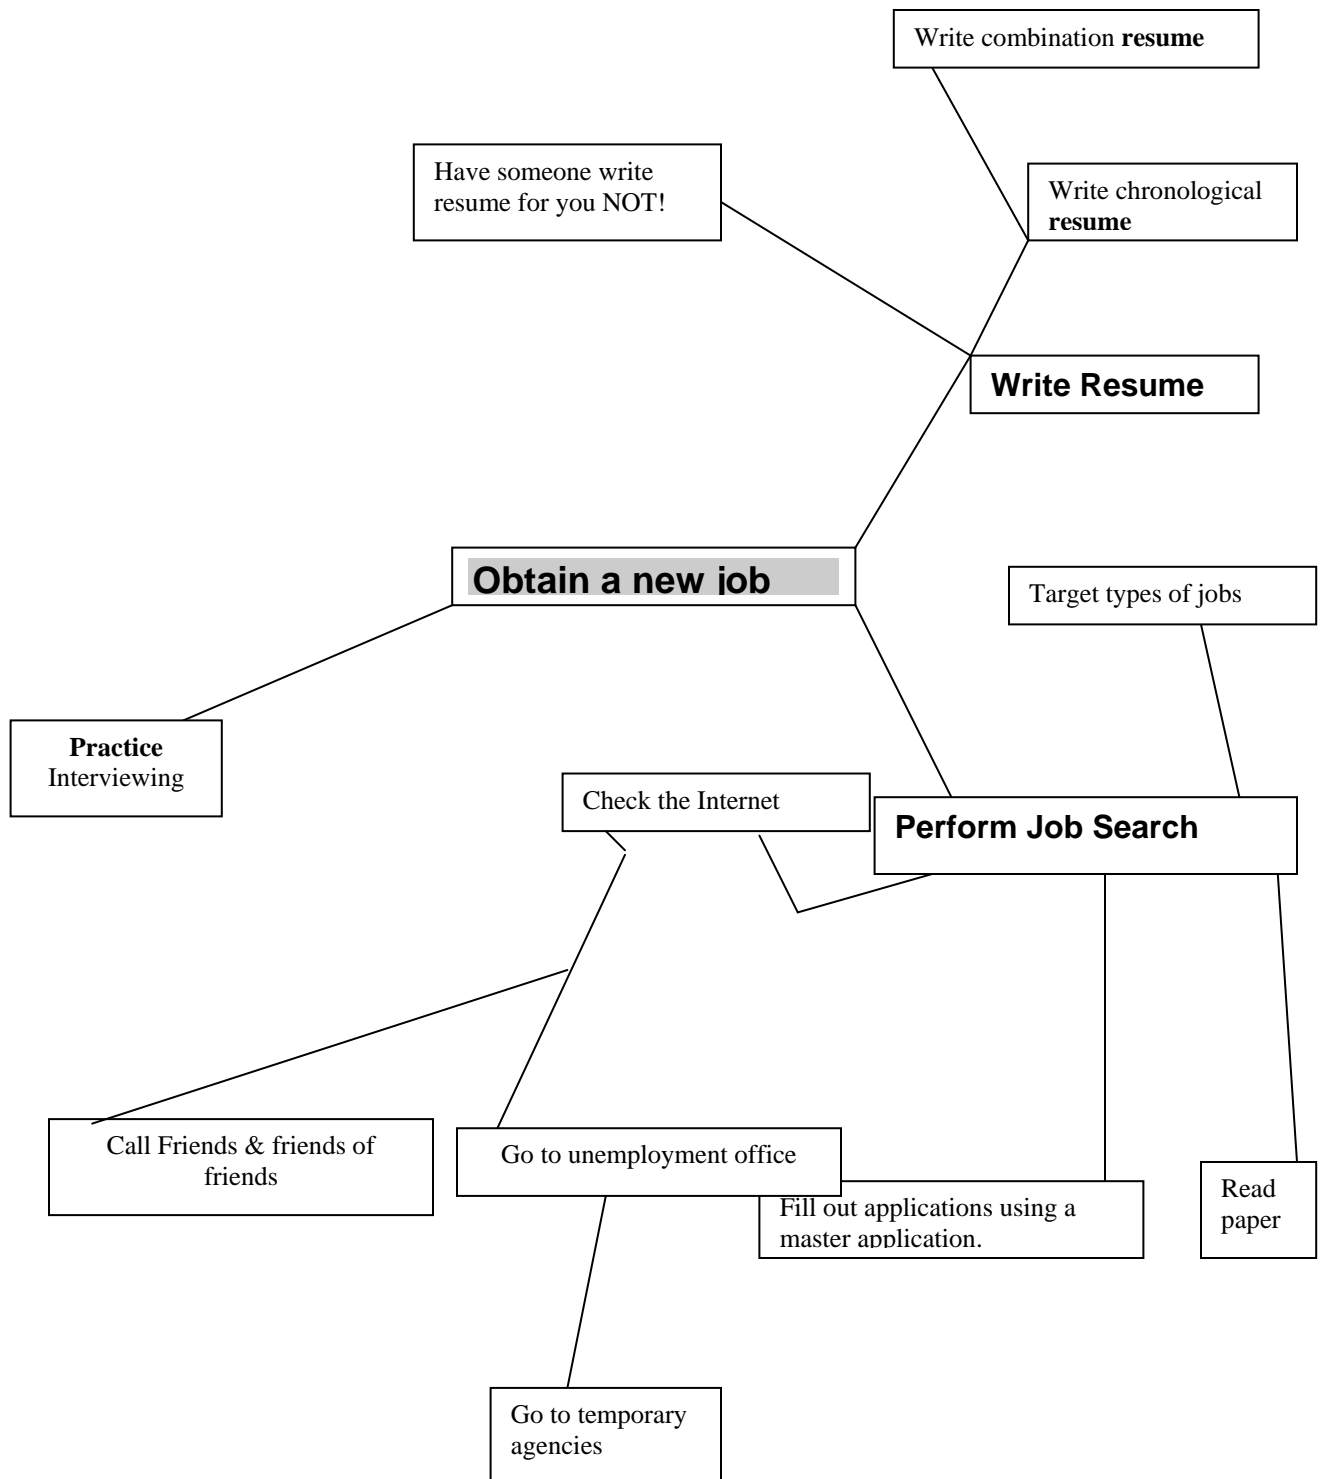 Write combination resume
Have someone write
resume for you NOT!
Write chronological
resume
Write Resume
Obtain a new job
Target types of jobs
Practice
Interviewing
Check the Internet
Perform Job Search
Call Friends & friends of
friends
Go to unemployment office
Fill out applications using a
master application.
Read
paper
Go to temporary
agencies